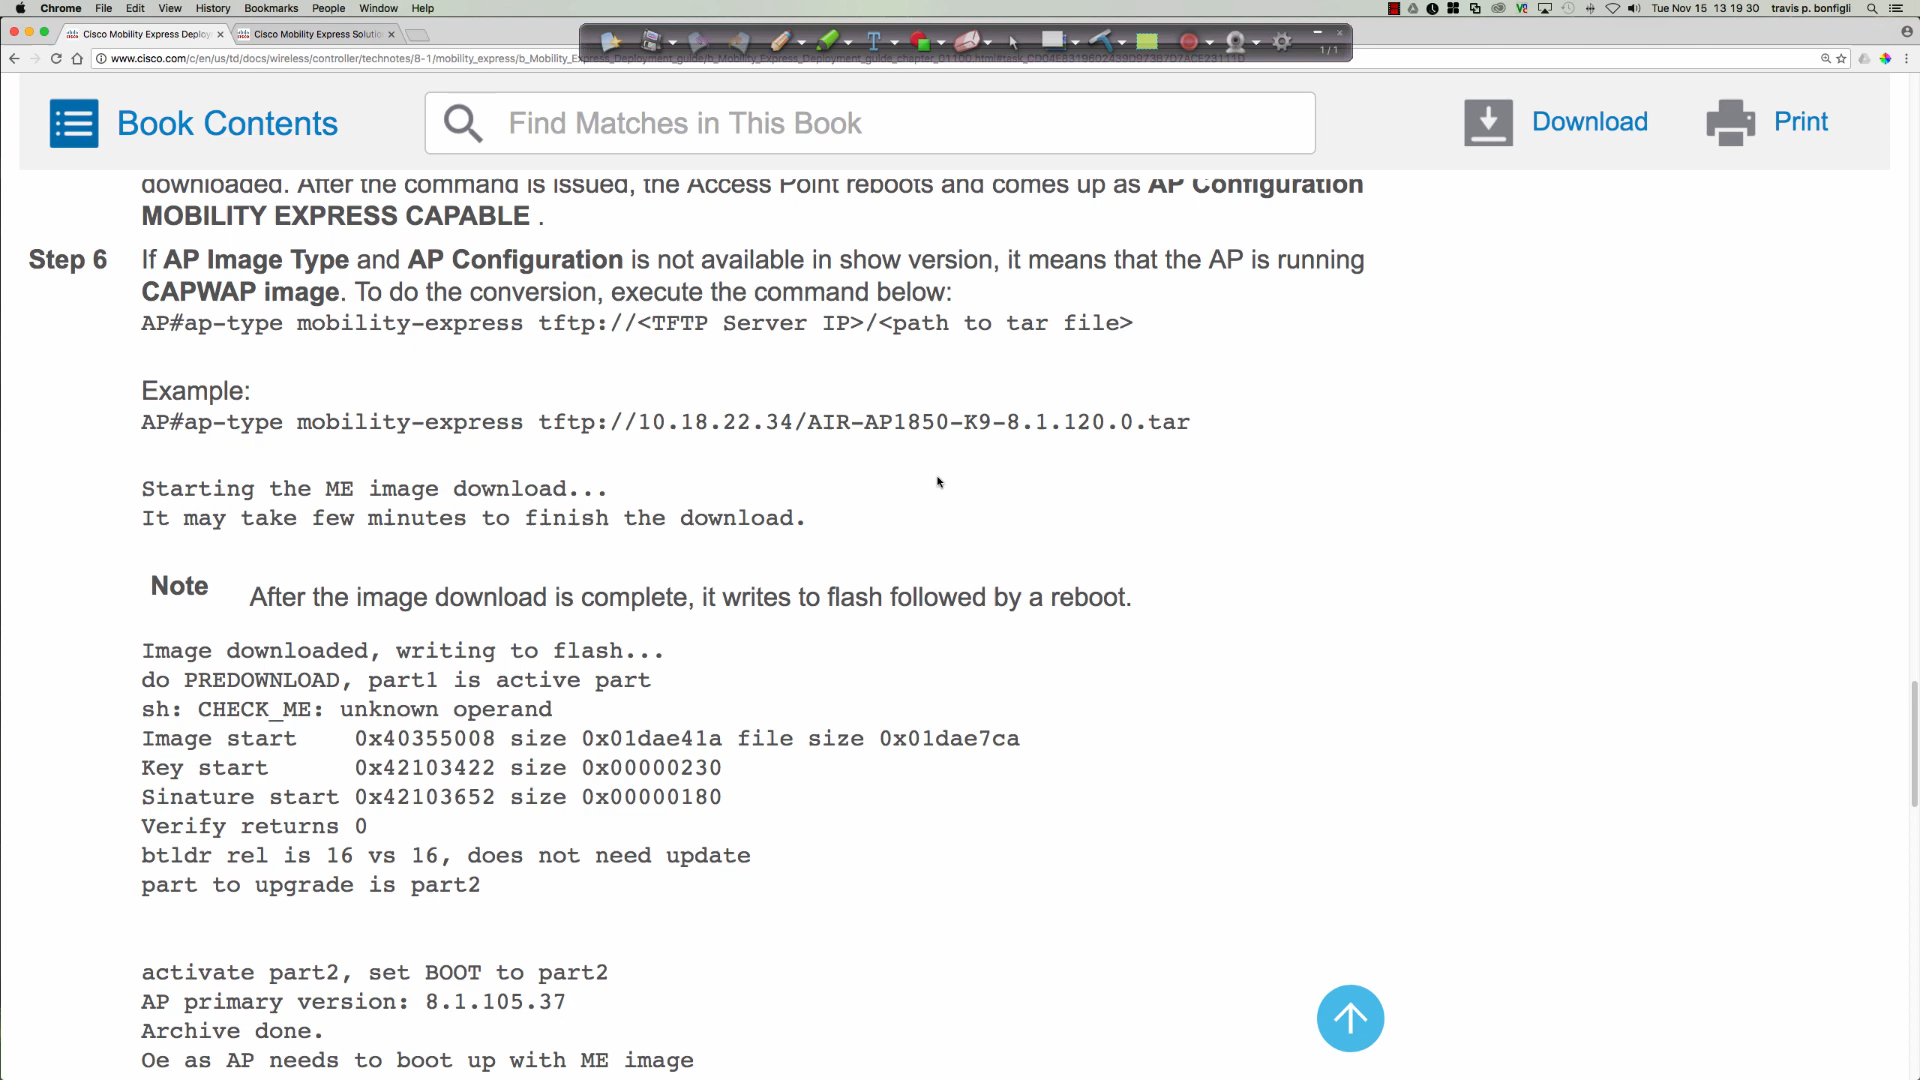 Chrome File Edit View History Bookmarks People Window Help
Tue Nov 15 13 19 30 travis p. bonfigli
Cisco Mobility Express Deploy
Cisco Mobility Express Solutio
1/1
Book Contents
Find Matches in This Book
Download
Print
downloaded. After the command is issued, the Access Point reboots and comes up as AP Configuration
MOBILITY EXPRESS CAPABLE .
Step 6
If AP Image Type and AP Configuration is not available in show version, it means that the AP is running
CAPWAP image. To do the conversion, execute the command below:
AP#ap-type mobility-express tftp://<TFTP Server IP>/<path to tar file>
Example:
AP#ap-type mobility-express tftp://10.18.22.34/AIR-AP1850-K9-8.1.120.0.tar
Starting the ME image download...
It may take few minutes to finish the download.
Note
After the image download is complete, it writes to flash followed by a reboot.
Image downloaded, writing to flash...
do PREDOWNLOAD, part1 is active part
sh: CHECK_ME: unknown operand
Image start 0x40355008 size 0x01dae41a file size 0x01dae7ca
Key start 0x42103422 size 0x00000230
Sinature start 0x42103652 size 0x00000180
Verify returns 0
btldr rel is 16 vs 16, does not need update
part to upgrade is part2
activate part2, set BOOT to part2
AP primary version: 8.1.105.37
Archive done.
Oe as AP needs to boot up with ME image